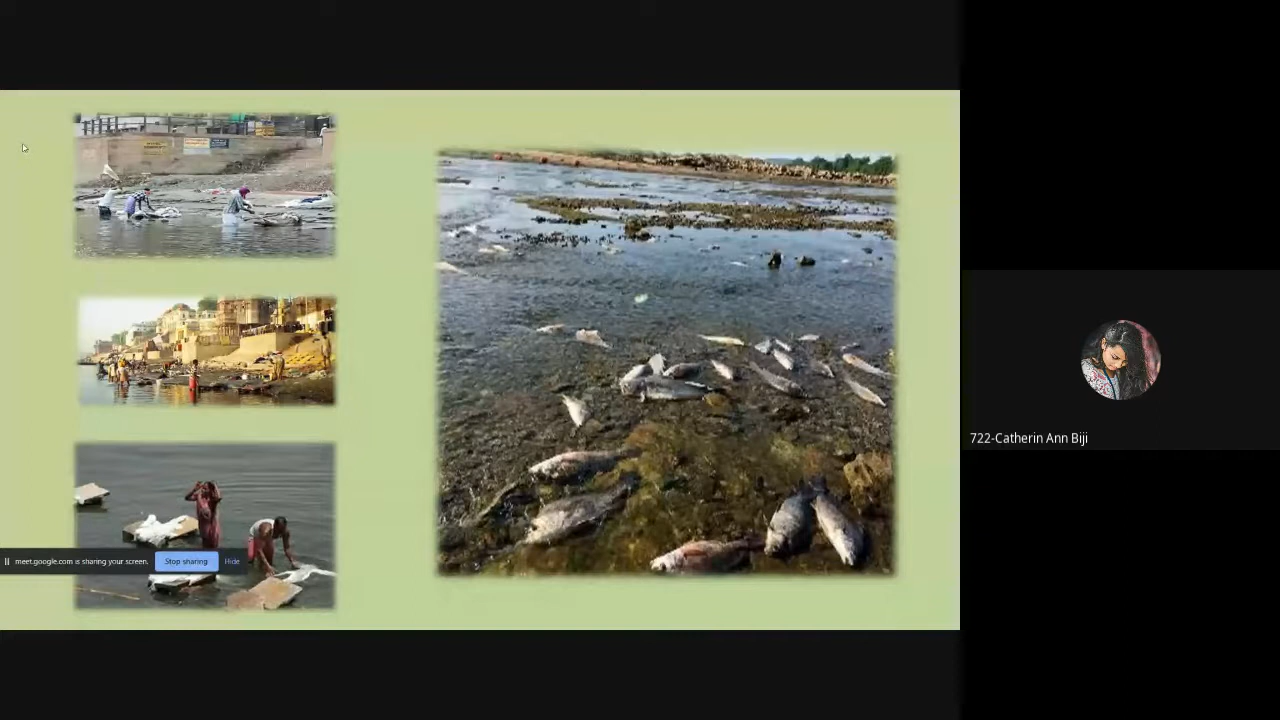 meet.google.com is sharing your screen.
Stop sharing
Hide
722-Catherin Ann Biji